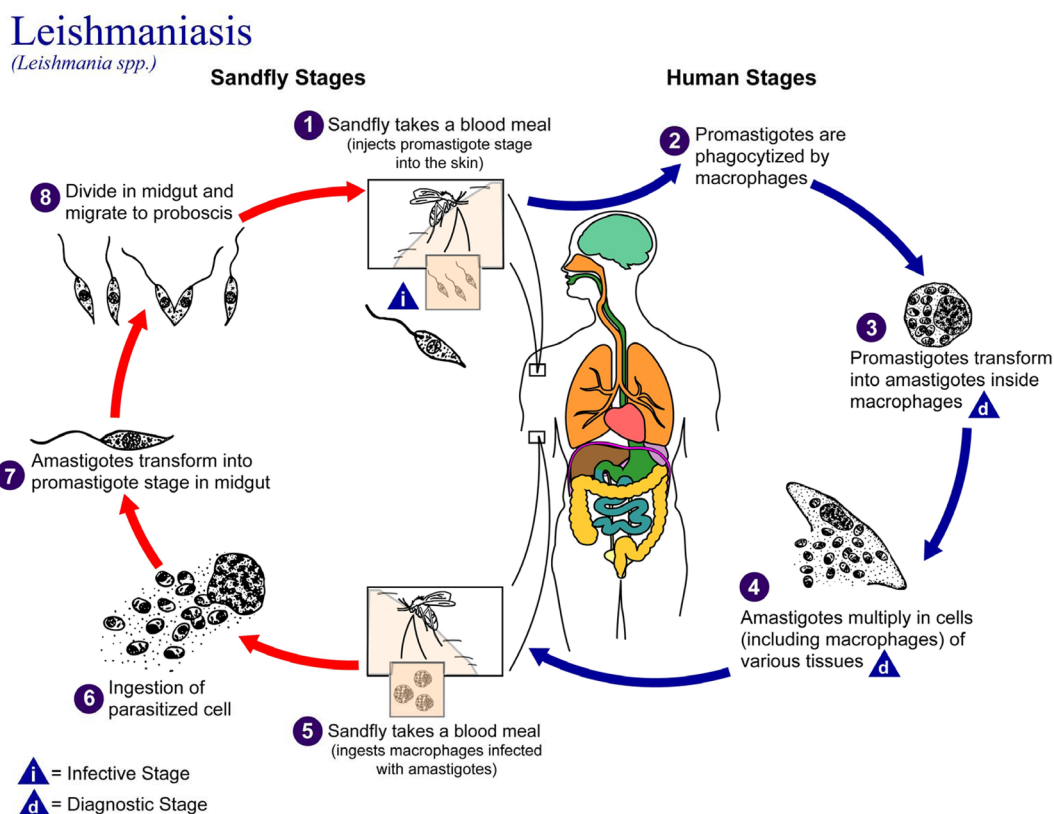 Leishmaniasis
(Leishmania spp.)
Sandfly Stages
Human Stages
1 Sandfly takes a blood meal
(injects promastigote stage
into the skin)
2 Promastigotes are
phagocytized by
macrophages
8 Divide in midgut and
migrate to proboscis
i
3
Promastigotes transform
into amastigotes inside
macrophages d
7 Amastigotes transform into
promastigote stage in midgut
4
Amastigotes multiply in cells
(including macrophages) of
various tissues d
6 Ingestion of
parasitized cell
5 Sandfly takes a blood meal
(ingests macrophages infected
with amastigotes)
i = Infective Stage
d = Diagnostic Stage